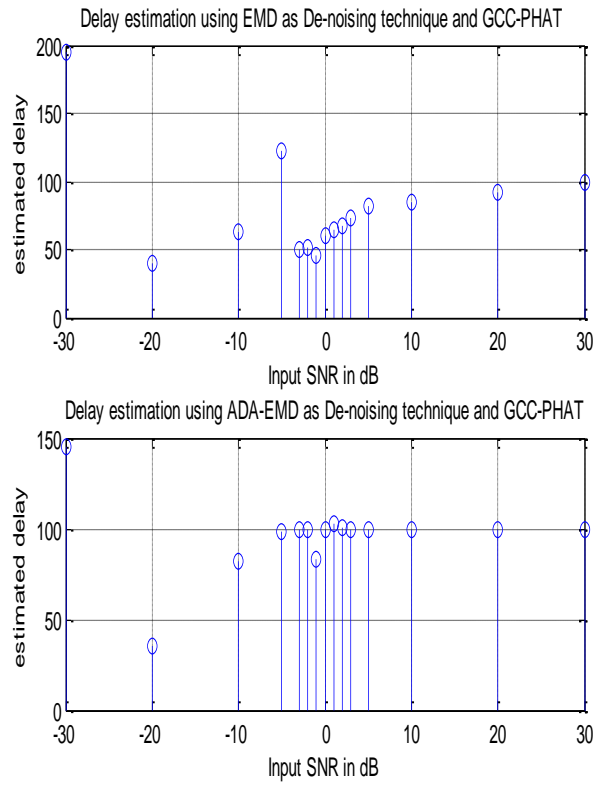 Delay estimation using EMD as De-noising technique and GCC-PHAT
200
150
100
50
0
estimated delay
-30 -20 -10 0 10 20 30
Input SNR in dB
Delay estimation using ADA-EMD as De-noising technique and GCC-PHAT
150
100
50
0
estimated delay
-30 -20 -10 0 10 20 30
Input SNR in dB